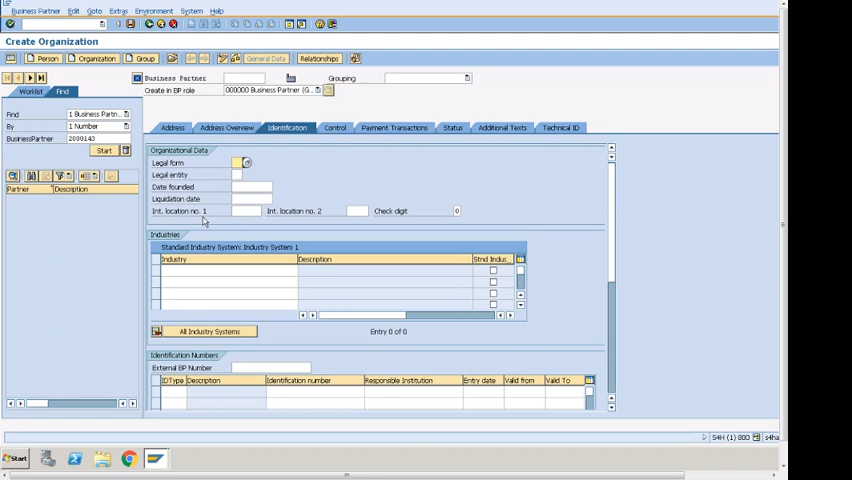 Business Partner Edit Goto Extras Environment System Help
Create Organization
Person Organization Group General Data Relationships
Worklist Find
Business Partner Grouping
Create in BP role 000000 Business Partner (G..
Find 1 Business Partn..
By 1 Number
BusinessPartner 2000143
Start
Partner Description
Address Address Overview Identification Control Payment Transactions Status Additional Texts Technical ID
Organizational Data
Legal form
Legal entity
Date founded
Liquidation date
Int. location no. 1 Int. location no. 2 Check digit 0
Industries
Standard Industry System: Industry System 1
Industry Description Stnd Indus...
All Industry Systems Entry 0 of 0
Identification Numbers
External BP Number
IDType Description Identification number Responsible Institution Entry date Valid from Valid To
S4H (1) 800 s4ha
Start